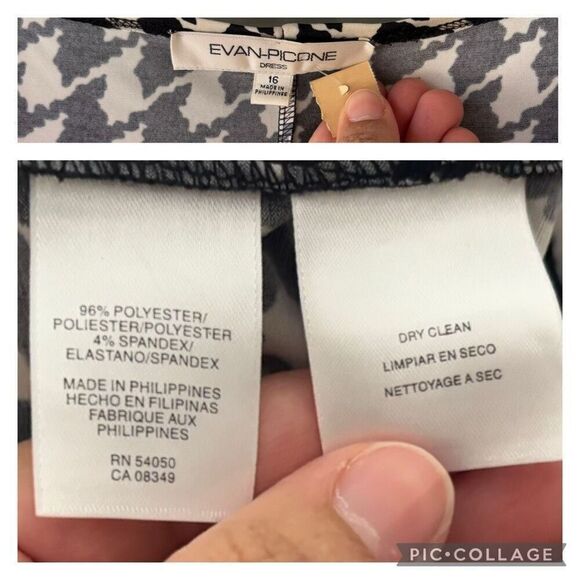 EVAN-PICONE
DRESS
16
MADE IN
PHILIPPINES
96% POLYESTER/
POLIESTER/POLYESTER
4% SPANDEX/
ELASTANO/SPANDEX
MADE IN PHILIPPINES
HECHO EN FILIPINAS
FABRIQUE AUX
PHILIPPINES
RN 54050
CA 08349
DRY CLEAN
LIMPIAR EN SECO
NETTOYAGE A SEC
PIC•COLLAGE